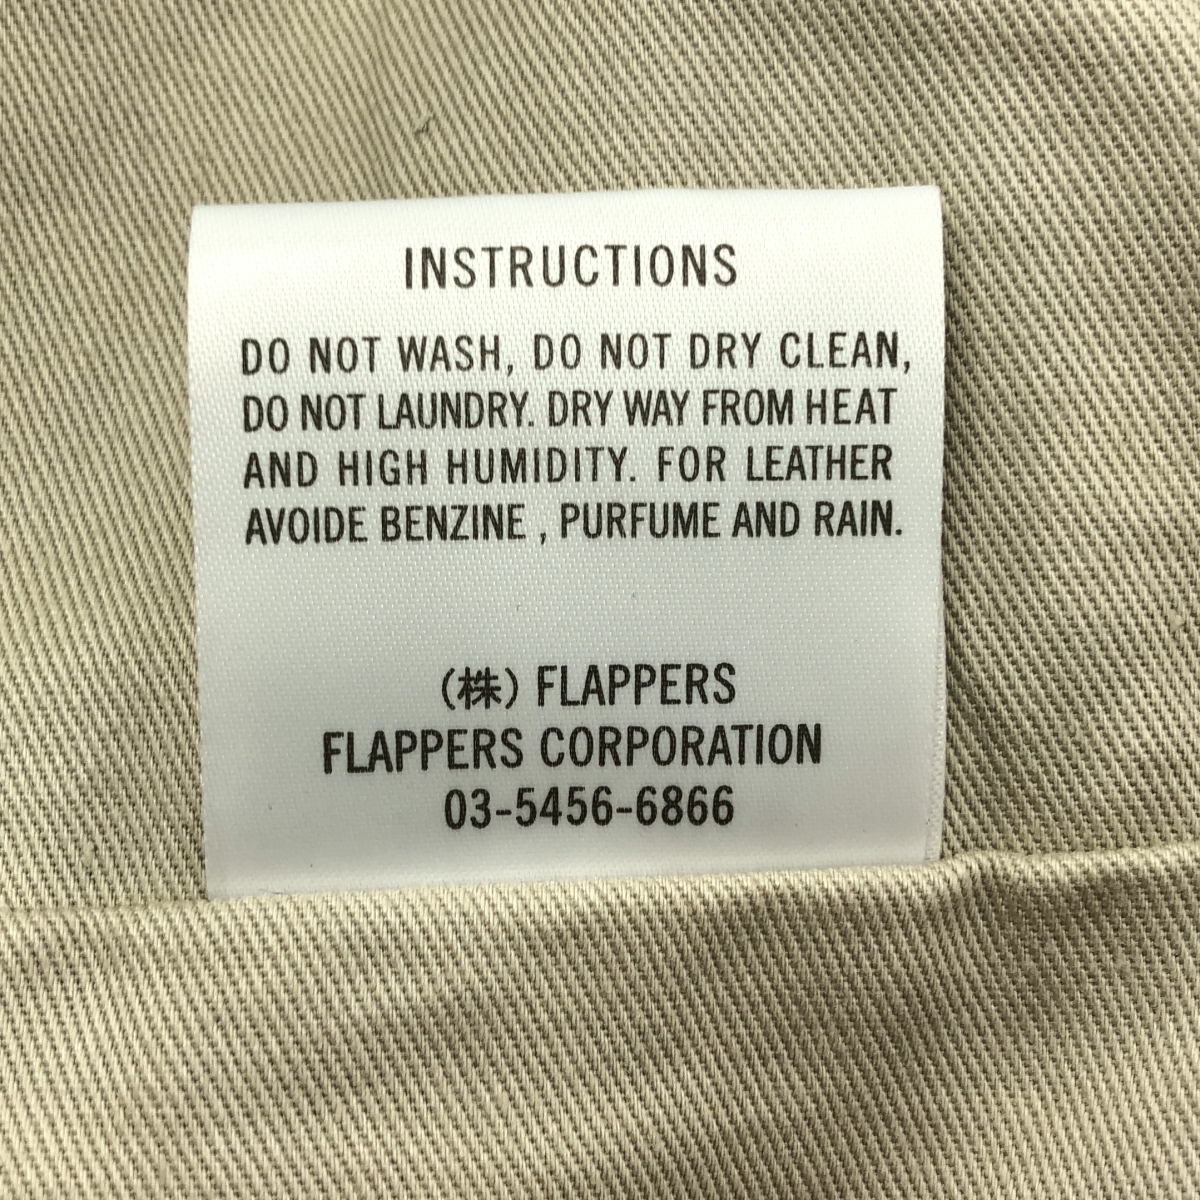 INSTRUCTIONS
DO NOT WASH, DO NOT DRY CLEAN,
DO NOT LAUNDRY. DRY WAY FROM HEAT
AND HIGH HUMIDITY. FOR LEATHER
AVOIDE BENZINE , PURFUME AND RAIN.
(株) FLAPPERS
FLAPPERS CORPORATION
03-5456-6866